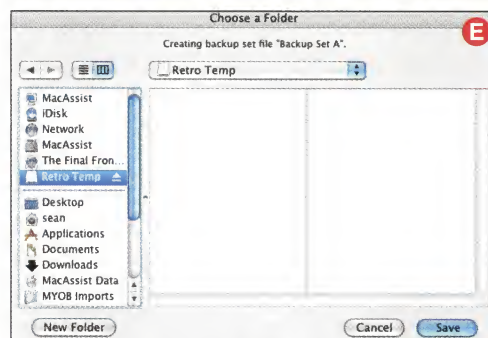 Choose a Folder
E
Creating backup set file "Backup Set A".
Retro Temp
MacAssist
iDisk
Network
MacAssist
The Final Fron...
Retro Temp
Desktop
sean
Applications
Documents
Downloads
MacAssist Data
MYOB Imports
New Folder
Cancel
Save